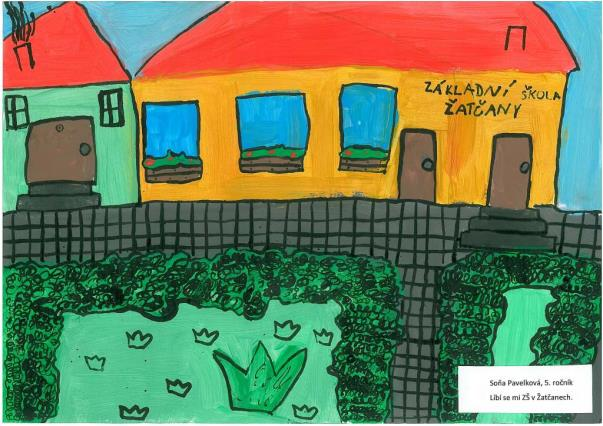 ZÁKLADNÍ ŠKOLA
ŽATČANY
Soňa Pavelková, 5. ročník
Líbí se mi ZŠ v Žatčanech.